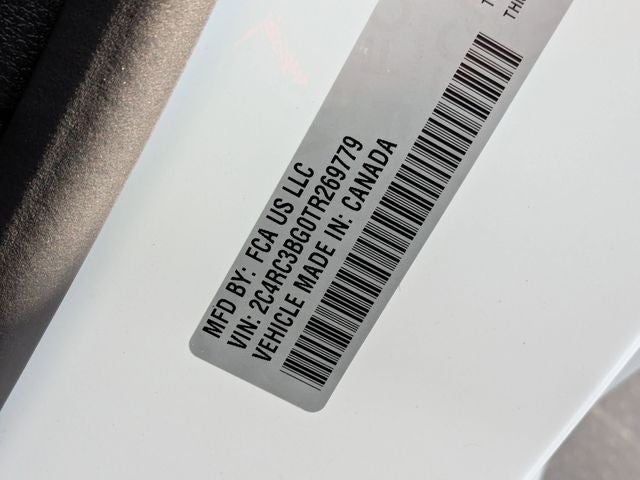 MFD BY: FCA US LLC
VIN: 2C4RC3BG0TR269779
VEHICLE MADE IN: CANADA